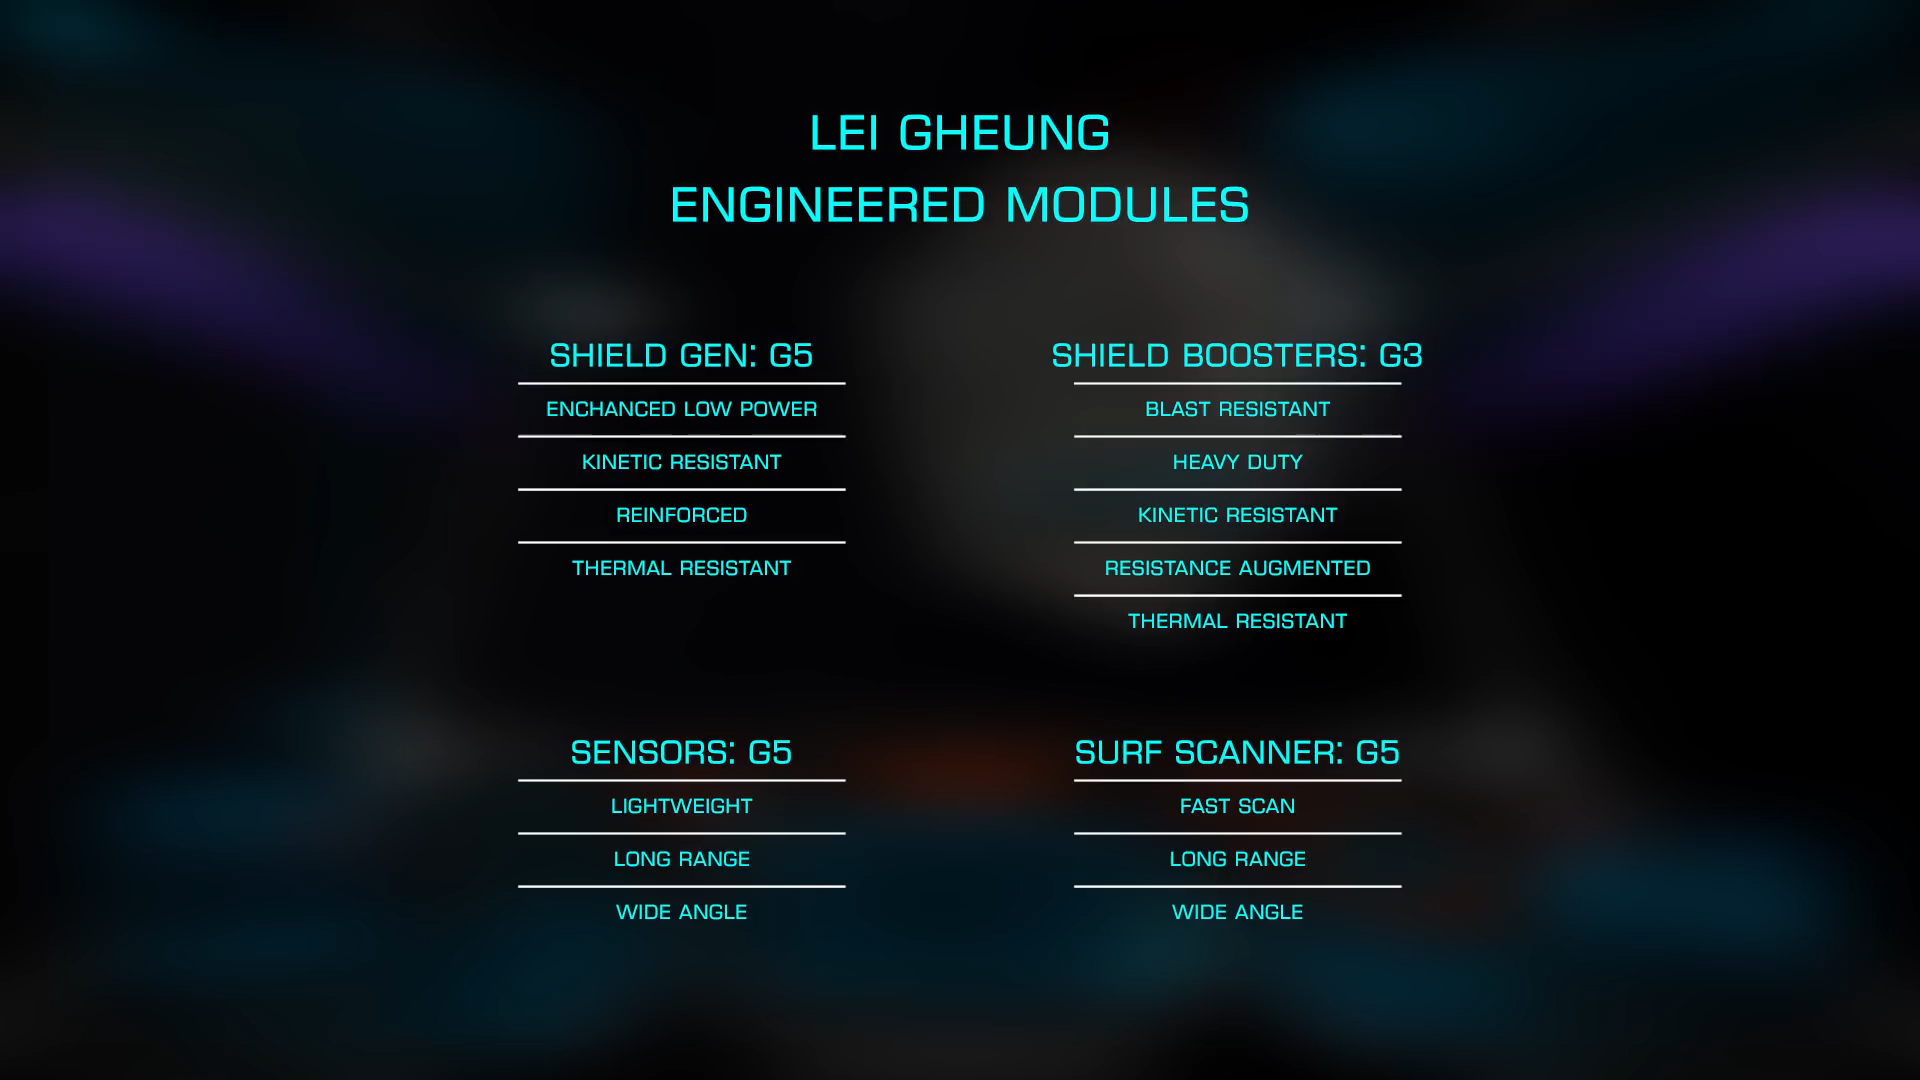 LEI GHEUNG
ENGINEERED MODULES
SHIELD GEN: G5
ENCHANCED LOW POWER
KINETIC RESISTANT
REINFORCED
THERMAL RESISTANT
SHIELD BOOSTERS: G3
BLAST RESISTANT
HEAVY DUTY
KINETIC RESISTANT
RESISTANCE AUGMENTED
THERMAL RESISTANT
SENSORS: G5
LIGHTWEIGHT
LONG RANGE
WIDE ANGLE
SURF SCANNER: G5
FAST SCAN
LONG RANGE
WIDE ANGLE